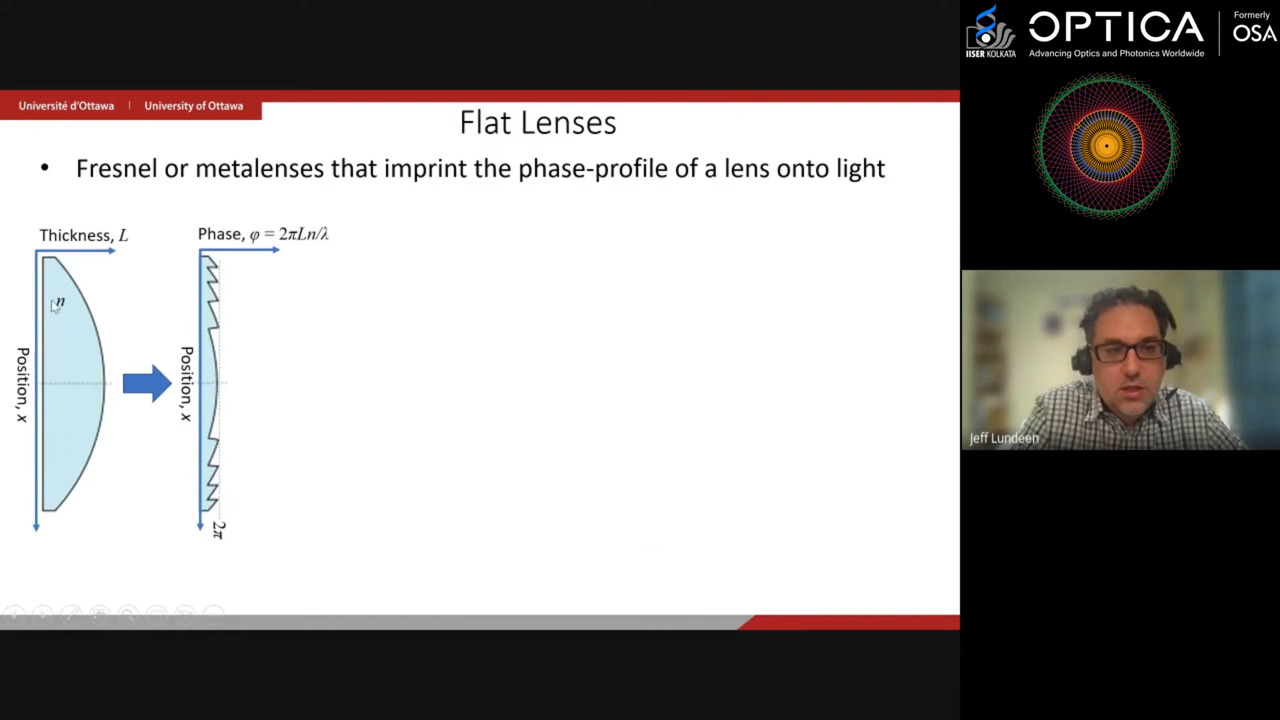 Université d'Ottawa | University of Ottawa
Flat Lenses
• Fresnel or metalenses that imprint the phase-profile of a lens onto light
Thickness, L
Phase, φ = 2πLn/λ
n
Position, x
Position, x
2π
IISER KOLKATA
OPTICA
Advancing Optics and Photonics Worldwide
Formerly
OSA
Jeff Lundeen